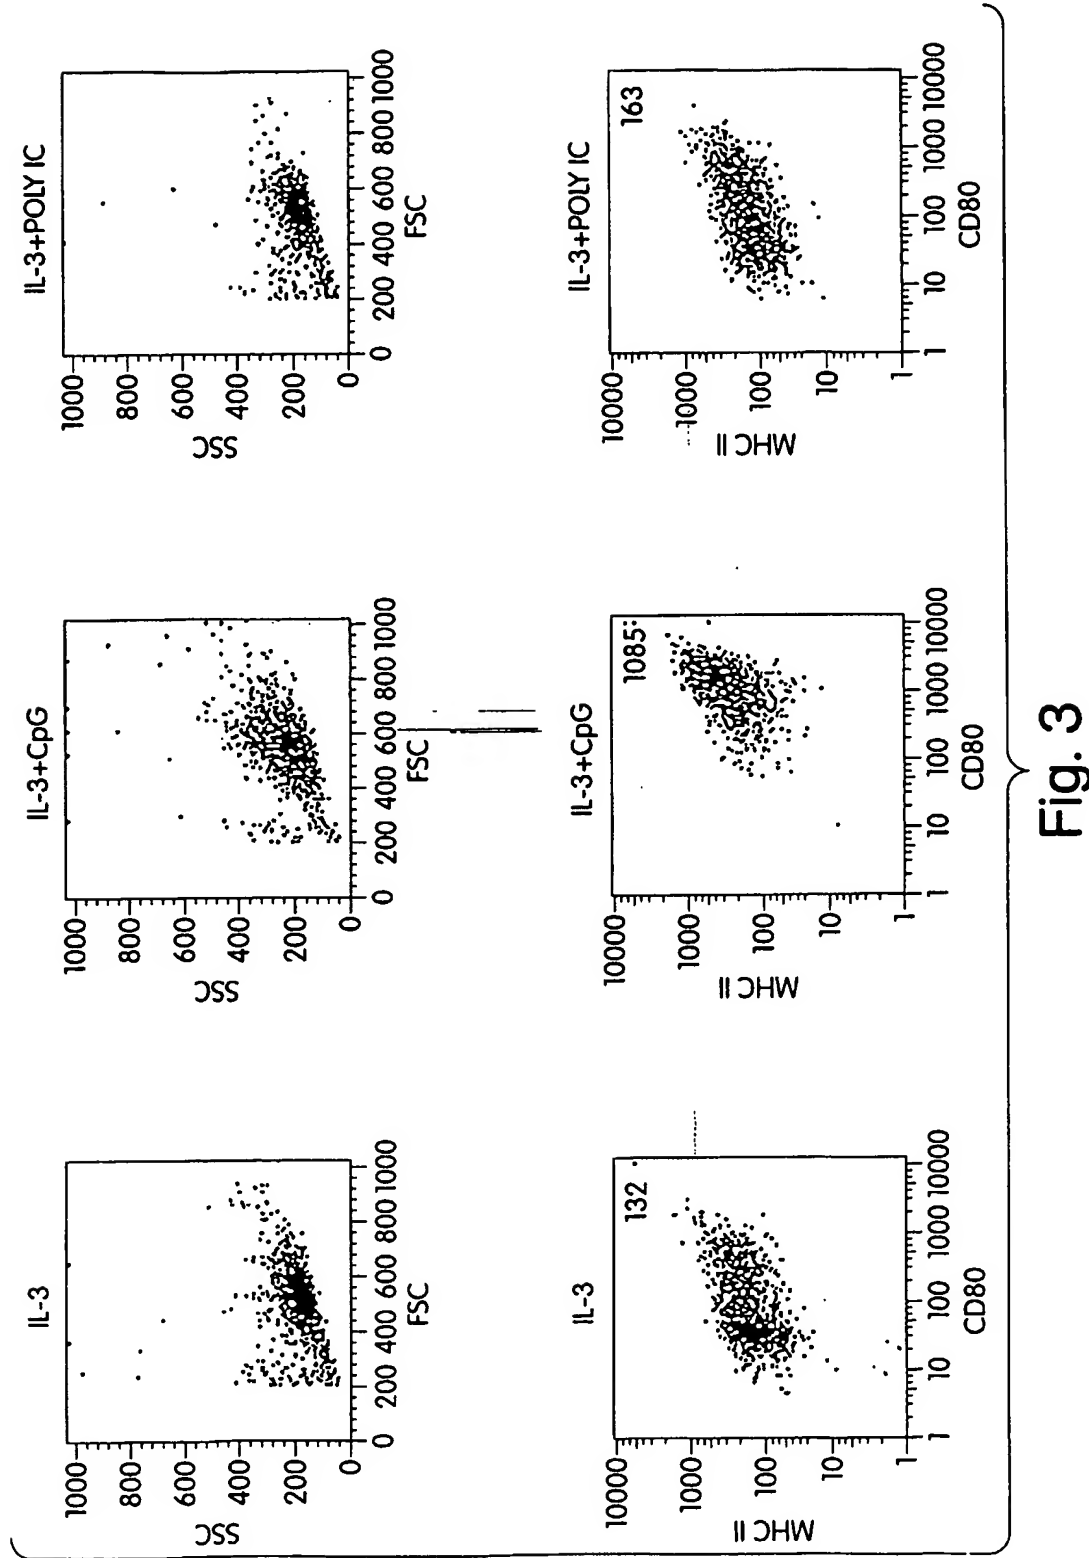 IL-3
1000
800
600
400
200
0
SSC
0 200 400 600 800 1000
FSC
IL-3+CpG
1000
800
600
400
200
0
SSC
0 200 400 600 800 1000
FSC
IL-3+POLY IC
1000
800
600
400
200
0
SSC
0 200 400 600 800 1000
FSC
IL-3
132
10000
1000
100
10
1
MHC II
1 10 100 1000 10000
CD80
IL-3+CpG
1085
10000
1000
100
10
1
MHC II
1 10 100 1000 10000
CD80
IL-3+POLY IC
163
10000
1000
100
10
1
MHC II
1 10 100 1000 10000
CD80
Fig. 3